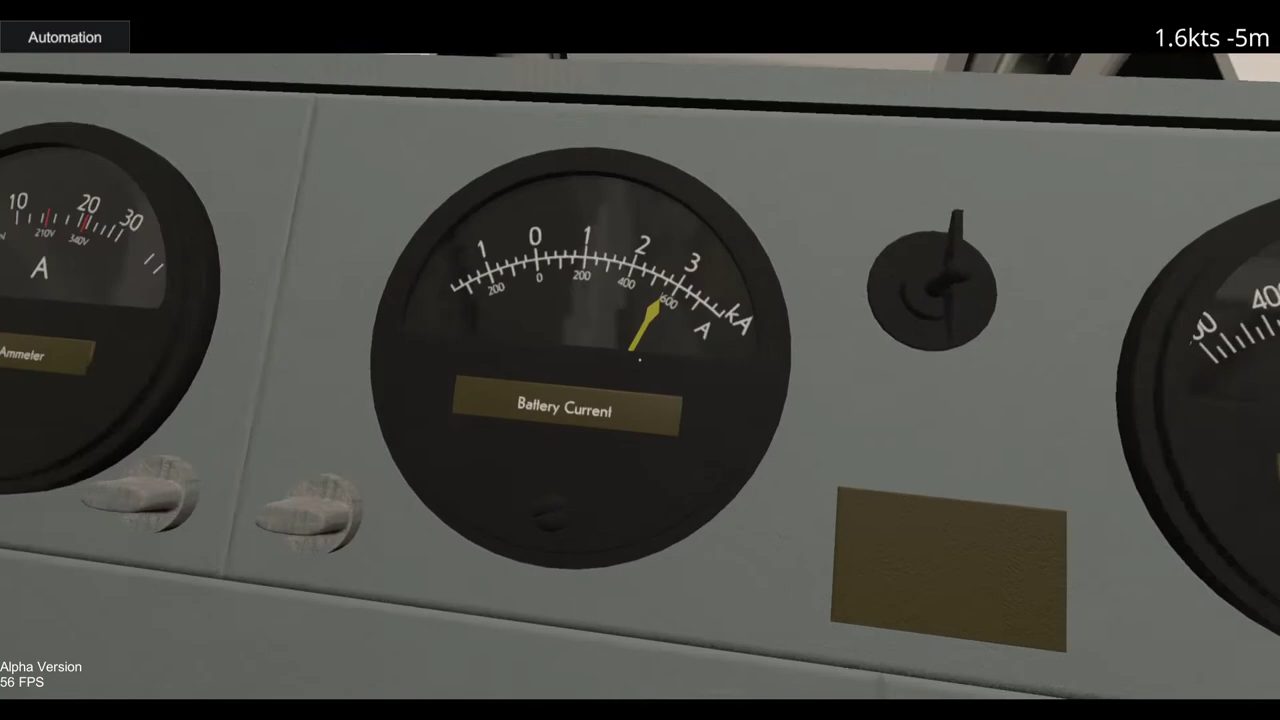 Automation
1.6kts -5m
10 20 30
210V 340V
A
Ammeter
1 0 1 2 3 kA
200 0 200 400 600 A
Battery Current
400
Alpha Version
56 FPS